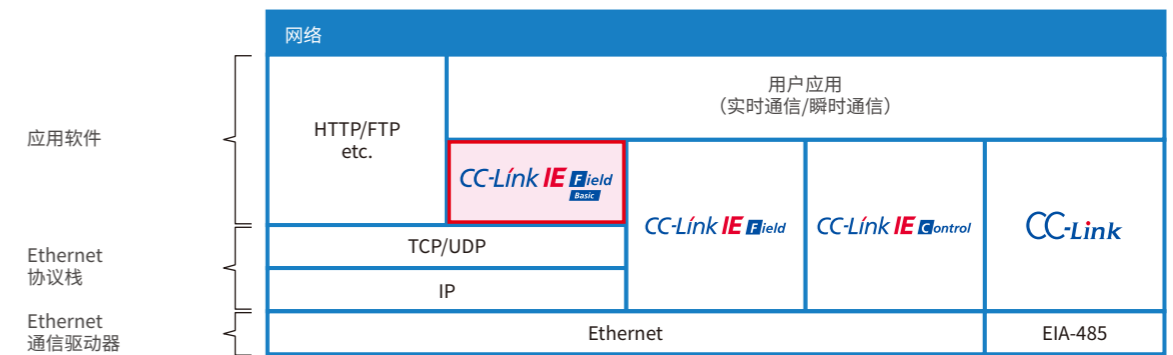 网络
应用软件
HTTP/FTP
etc.
用户应用
（实时通信/瞬时通信）
CC-Link IE Field
Basic
CC-Link IE Field
CC-Link IE Control
CC-Link
Ethernet
协议栈
TCP/UDP
IP
Ethernet
通信驱动器
Ethernet
EIA-485